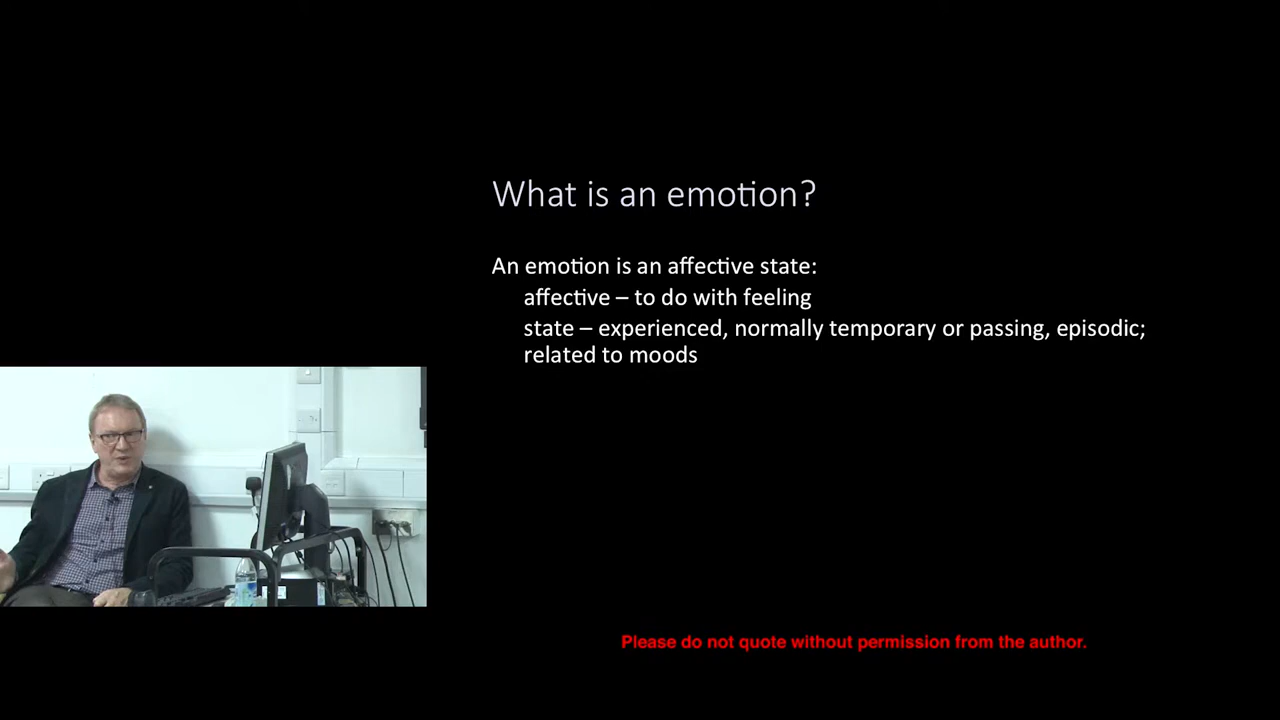 What is an emotion?
An emotion is an affective state:
affective – to do with feeling
state – experienced, normally temporary or passing, episodic;
related to moods
Please do not quote without permission from the author.